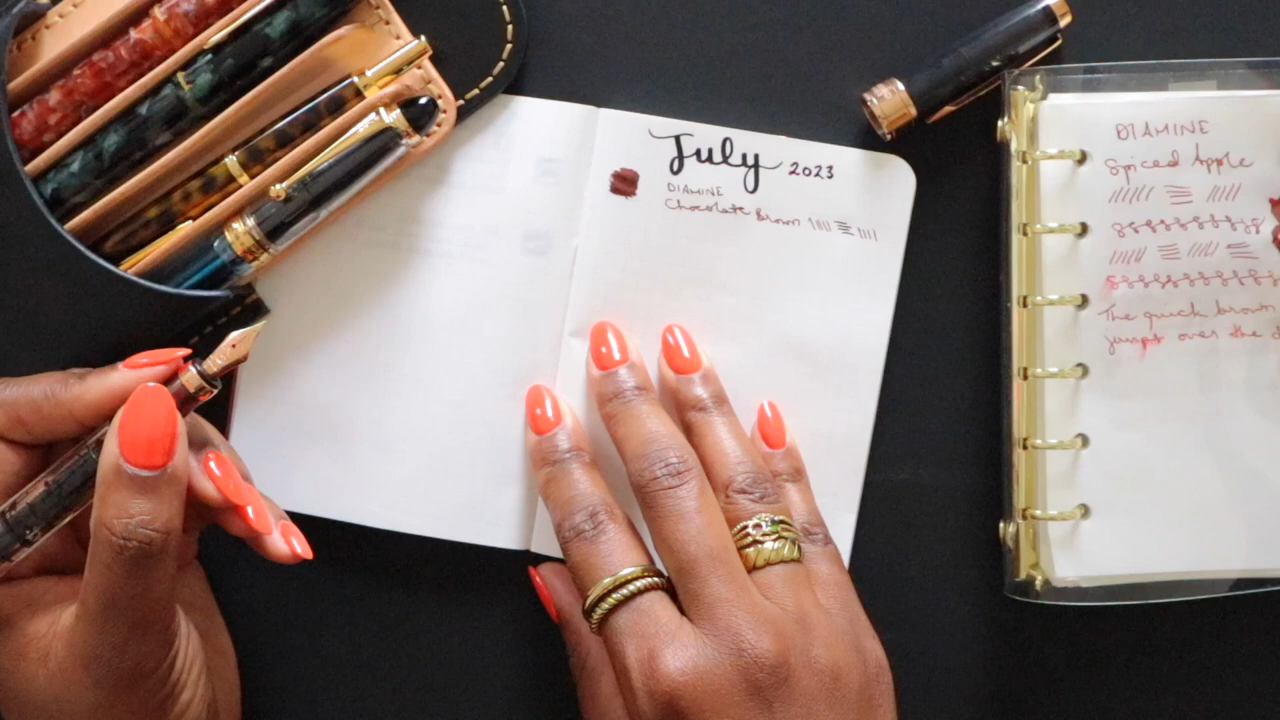 July 2023
DIAMINE
Chocolate Brown
DIAMINE
Spiced Apple
The quick brown
jumps over the